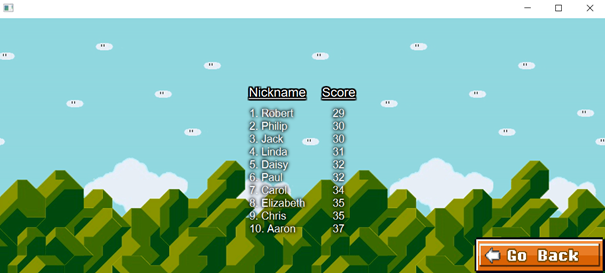 Nickname Score
1. Robert 29
2. Philip 30
3. Jack 30
4. Linda 31
5. Daisy 32
6. Paul 32
7. Carol 34
8. Elizabeth 35
9. Chris 35
10. Aaron 37
Go Back